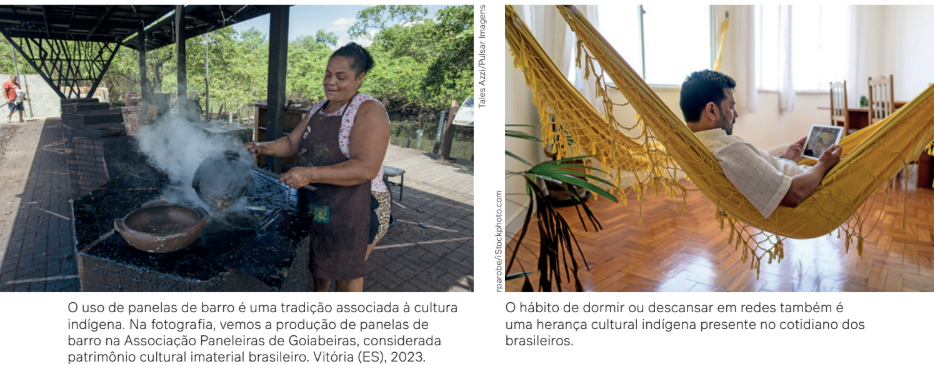 Tales Azzi/Pulsar Imagens
rparobe/iStockphoto.com
O uso de panelas de barro é uma tradição associada à cultura
indígena. Na fotografia, vemos a produção de panelas de
barro na Associação Paneleiras de Goiabeiras, considerada
patrimônio cultural imaterial brasileiro. Vitória (ES), 2023.
O hábito de dormir ou descansar em redes também é
uma herança cultural indígena presente no cotidiano dos
brasileiros.